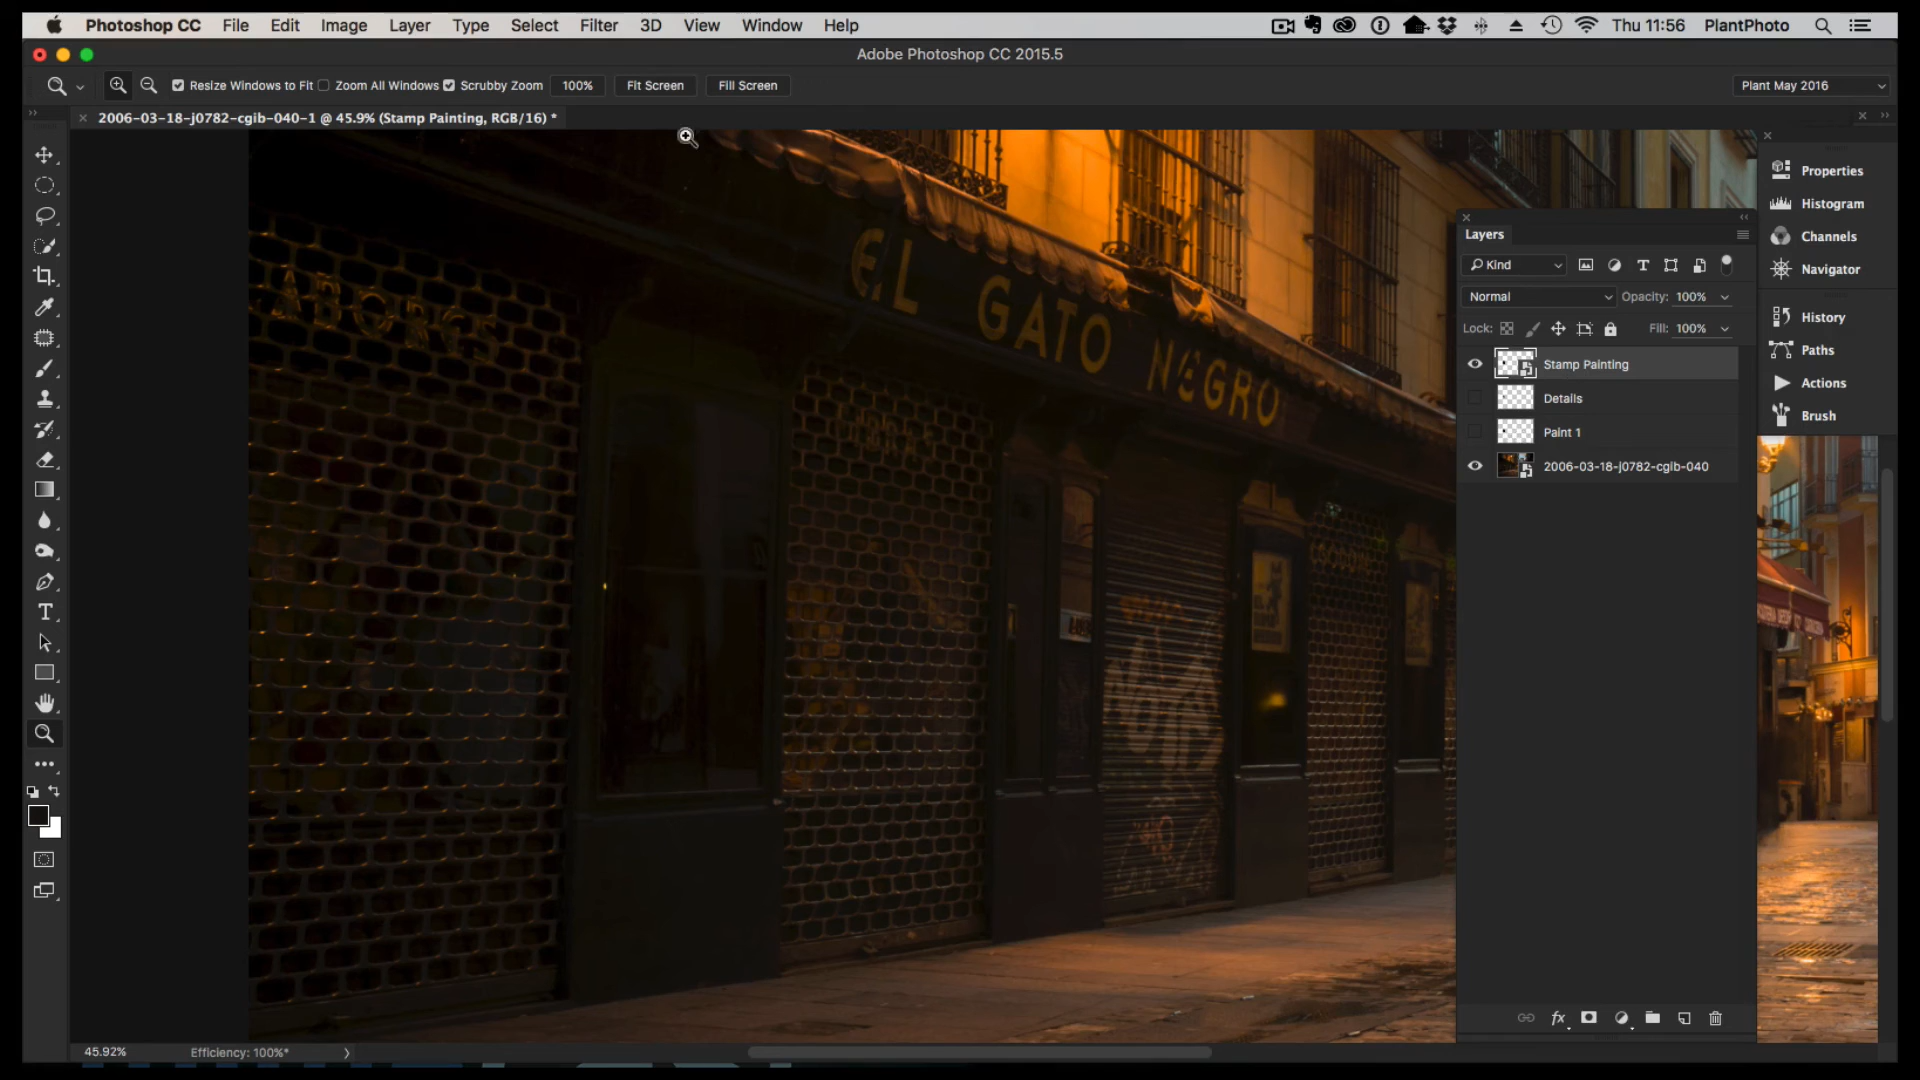 Photoshop CC File Edit Image Layer Type Select Filter 3D View Window Help Thu 11:56 PlantPhoto
Adobe Photoshop CC 2015.5
Resize Windows to Fit Zoom All Windows Scrubby Zoom 100% Fit Screen Fill Screen Plant May 2016
2006-03-18-j0782-cgib-040-1 @ 45.9% (Stamp Painting, RGB/16) *
EL GATO NEGRO
LABORES
Properties
Histogram
Channels
Navigator
History
Paths
Actions
Brush
Layers
Kind
Normal Opacity: 100%
Lock: Fill: 100%
Stamp Painting
Details
Paint 1
2006-03-18-j0782-cgib-040
fx
45.92% Efficiency: 100%*